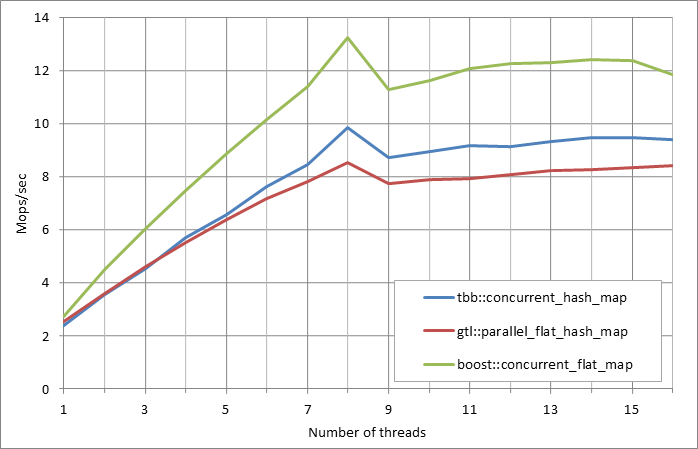 14
12
10
8
6
4
2
0
Mops/sec
tbb::concurrent_hash_map
gtl::parallel_flat_hash_map
boost::concurrent_flat_map
1 3 5 7 9 11 13 15
Number of threads